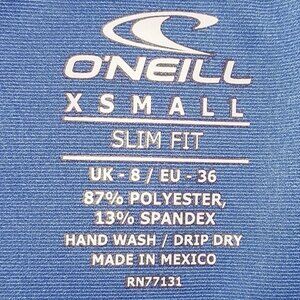 O'NEILL
XSMALL
SLIM FIT
UK - 8 / EU - 36
87% POLYESTER,
13% SPANDEX
HAND WASH / DRIP DRY
MADE IN MEXICO
RN77131